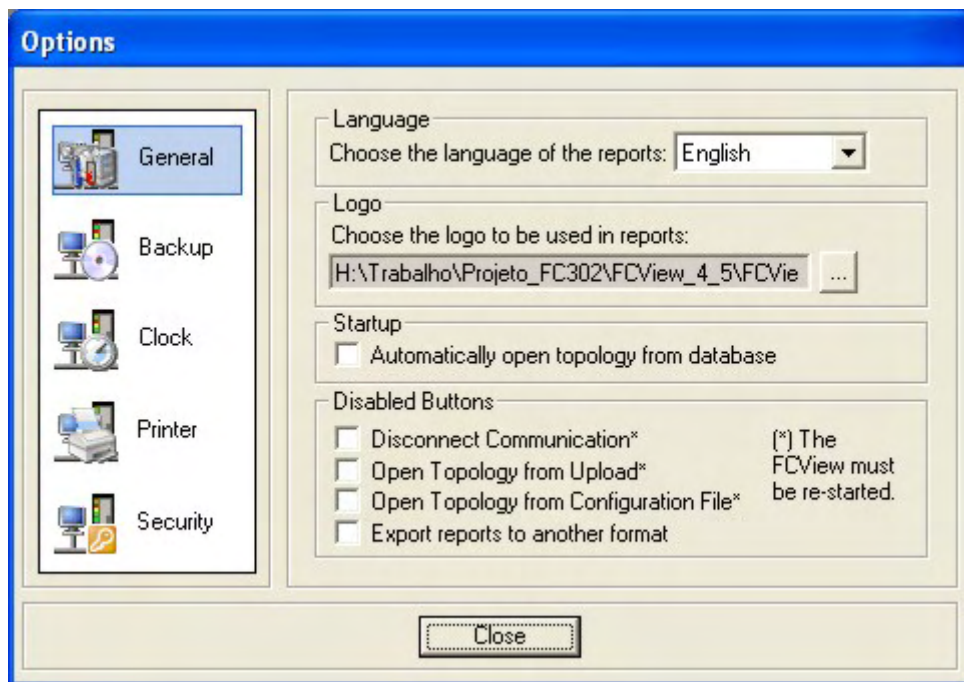 Options
General
Backup
Clock
Printer
Security
Language
Choose the language of the reports: English
Logo
Choose the logo to be used in reports:
H:\Trabalho\Projeto_FC302\FCView_4_5\FCVie ...
Startup
Automatically open topology from database
Disabled Buttons
Disconnect Communication*
Open Topology from Upload*
Open Topology from Configuration File*
Export reports to another format
(*) The
FCView must
be re-started.
Close